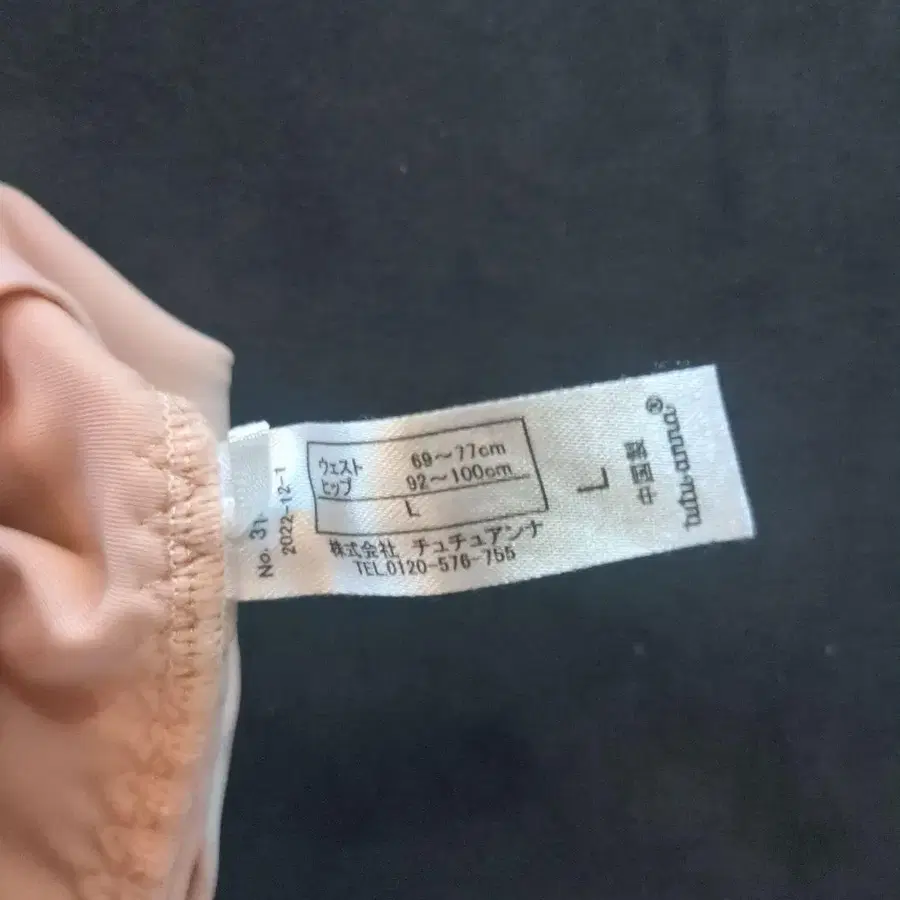 tutu-anna®
中国製
L
ウェスト 69～77cm
ヒップ 92～100cm
L
株式会社 チュチュアンナ
TEL.0120-576-755
2022-12-1
No. 31